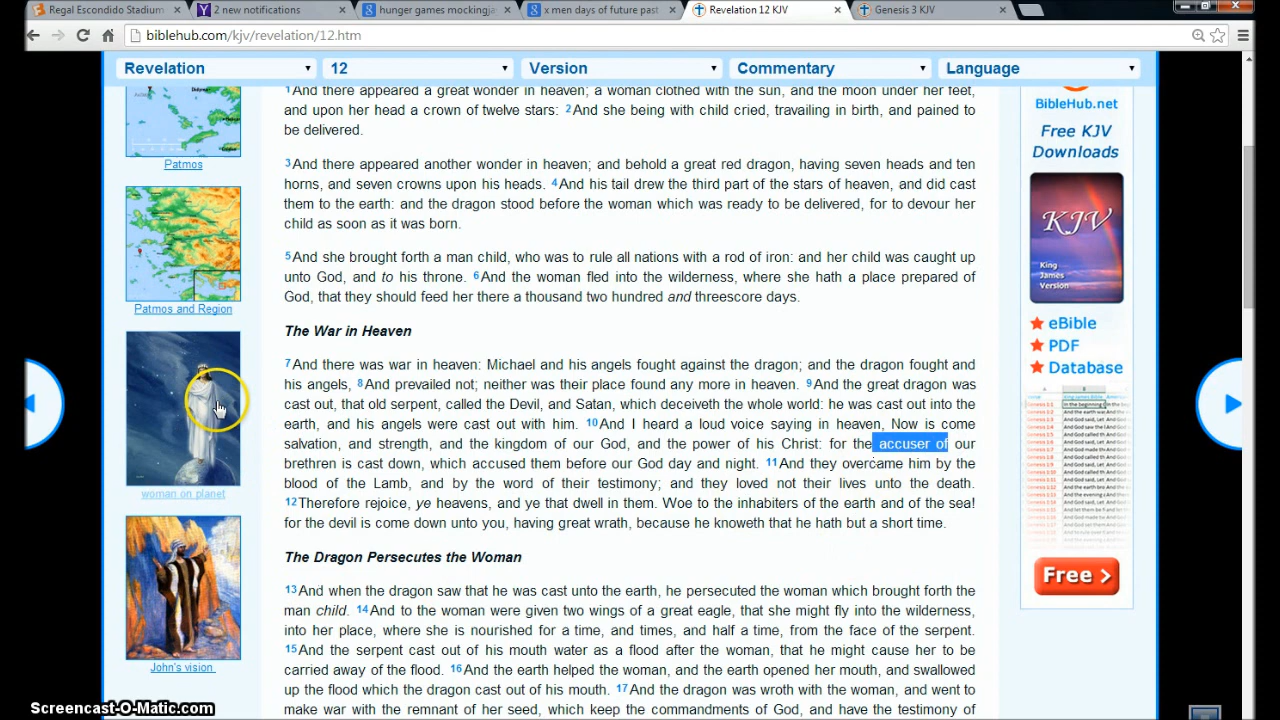 Regal Escondido Stadium
2 new notifications
hunger games mockingja
x men days of future past
Revelation 12 KJV
Genesis 3 KJV
biblehub.com/kjv/revelation/12.htm
Revelation
12
Version
Commentary
Language
Patmos
Patmos and Region
woman on planet
John's vision
1And there appeared a great wonder in heaven; a woman clothed with the sun, and the moon under her feet,
and upon her head a crown of twelve stars: 2And she being with child cried, travailing in birth, and pained to
be delivered.
3And there appeared another wonder in heaven; and behold a great red dragon, having seven heads and ten
horns, and seven crowns upon his heads. 4And his tail drew the third part of the stars of heaven, and did cast
them to the earth: and the dragon stood before the woman which was ready to be delivered, for to devour her
child as soon as it was born.
5And she brought forth a man child, who was to rule all nations with a rod of iron: and her child was caught up
unto God, and to his throne. 6And the woman fled into the wilderness, where she hath a place prepared of
God, that they should feed her there a thousand two hundred and threescore days.
The War in Heaven
7And there was war in heaven: Michael and his angels fought against the dragon; and the dragon fought and
his angels, 8And prevailed not; neither was their place found any more in heaven. 9And the great dragon was
cast out, that old serpent, called the Devil, and Satan, which deceiveth the whole world: he was cast out into the
earth, and his angels were cast out with him. 10And I heard a loud voice saying in heaven, Now is come
salvation, and strength, and the kingdom of our God, and the power of his Christ: for the accuser of our
brethren is cast down, which accused them before our God day and night. 11And they overcame him by the
blood of the Lamb, and by the word of their testimony; and they loved not their lives unto the death.
12Therefore rejoice, ye heavens, and ye that dwell in them. Woe to the inhabiters of the earth and of the sea!
for the devil is come down unto you, having great wrath, because he knoweth that he hath but a short time.
The Dragon Persecutes the Woman
13And when the dragon saw that he was cast unto the earth, he persecuted the woman which brought forth the
man child. 14And to the woman were given two wings of a great eagle, that she might fly into the wilderness,
into her place, where she is nourished for a time, and times, and half a time, from the face of the serpent.
15And the serpent cast out of his mouth water as a flood after the woman, that he might cause her to be
carried away of the flood. 16And the earth helped the woman, and the earth opened her mouth, and swallowed
up the flood which the dragon cast out of his mouth. 17And the dragon was wroth with the woman, and went to
make war with the remnant of her seed, which keep the commandments of God, and have the testimony of
BibleHub.net
Free KJV
Downloads
KJV
King
James
Version
eBible
PDF
Database
Free >
Screencast-O-Matic.com